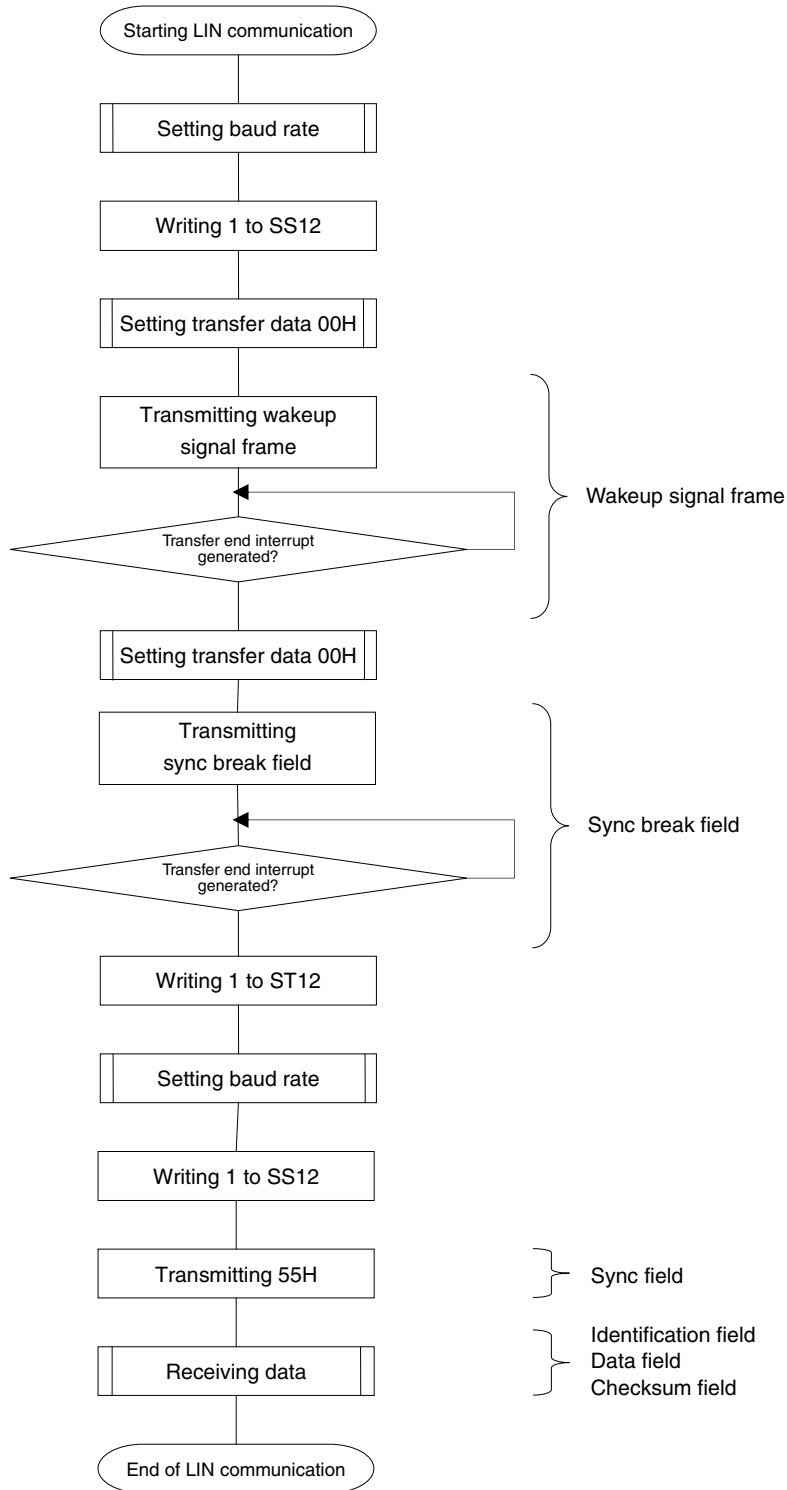 Starting LIN communication
Setting baud rate
Writing 1 to SS12
Setting transfer data 00H
Transmitting wakeup
signal frame
Wakeup signal frame
Transfer end interrupt
generated?
Setting transfer data 00H
Transmitting
sync break field
Sync break field
Transfer end interrupt
generated?
Writing 1 to ST12
Setting baud rate
Writing 1 to SS12
Transmitting 55H
Sync field
Receiving data
Identification field
Data field
Checksum field
End of LIN communication